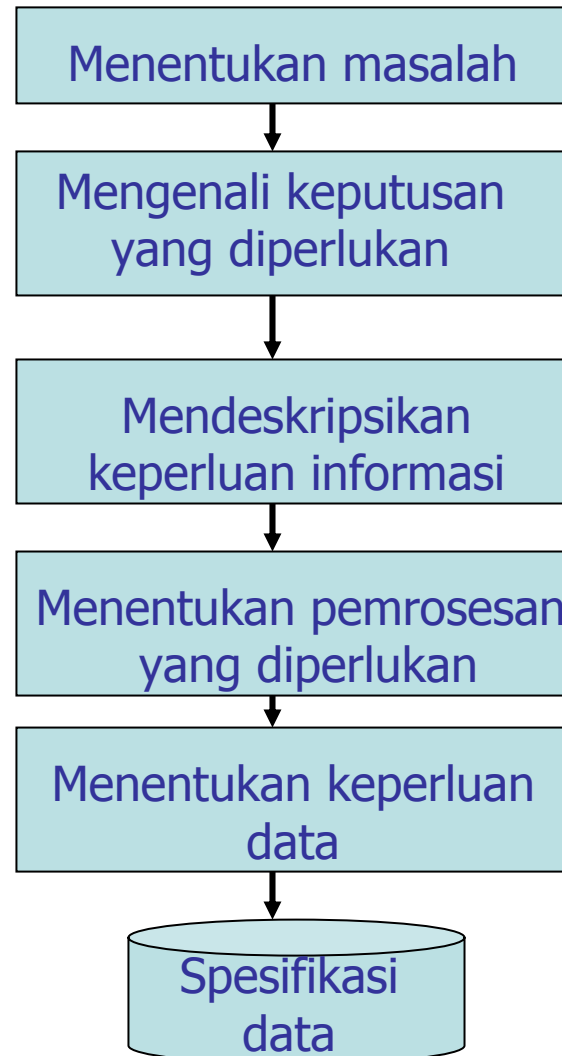 Menentukan masalah
Mengenali keputusan
yang diperlukan
Mendeskripsikan
keperluan informasi
Menentukan pemrosesan
yang diperlukan
Menentukan keperluan
data
Spesifikasi
data